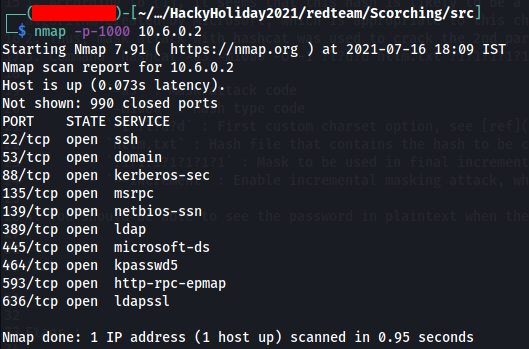 -[~/…/HackyHoliday2021/redteam/Scorching/src]
$ nmap -p-1000 10.6.0.2
Starting Nmap 7.91 ( https://nmap.org ) at 2021-07-16 18:09 IST
Nmap scan report for 10.6.0.2
Host is up (0.073s latency).
Not shown: 990 closed ports
PORT    STATE SERVICE
22/tcp  open  ssh
53/tcp  open  domain
88/tcp  open  kerberos-sec
135/tcp open  msrpc
139/tcp open  netbios-ssn
389/tcp open  ldap
445/tcp open  microsoft-ds
464/tcp open  kpasswd5
593/tcp open  http-rpc-epmap
636/tcp open  ldapssl
Nmap done: 1 IP address (1 host up) scanned in 0.95 seconds